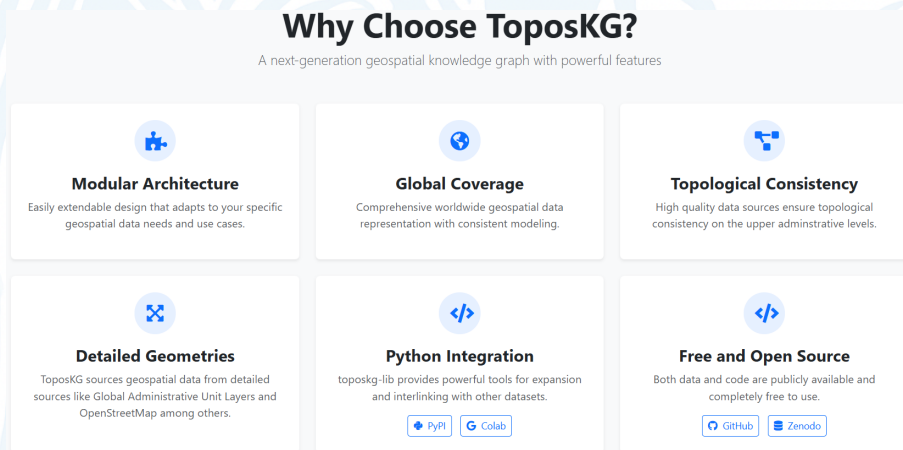 Why Choose ToposKG?
A next-generation geospatial knowledge graph with powerful features
Modular Architecture
Easily extendable design that adapts to your specific
geospatial data needs and use cases.
Global Coverage
Comprehensive worldwide geospatial data
representation with consistent modeling.
Topological Consistency
High quality data sources ensure topological
consistency on the upper adminstrative levels.
Detailed Geometries
ToposKG sources geospatial data from detailed
sources like Global Administrative Unit Layers and
OpenStreetMap among others.
Python Integration
toposkg-lib provides powerful tools for expansion
and interlinking with other datasets.
PyPI
Colab
Free and Open Source
Both data and code are publicly available and
completely free to use.
GitHub
Zenodo